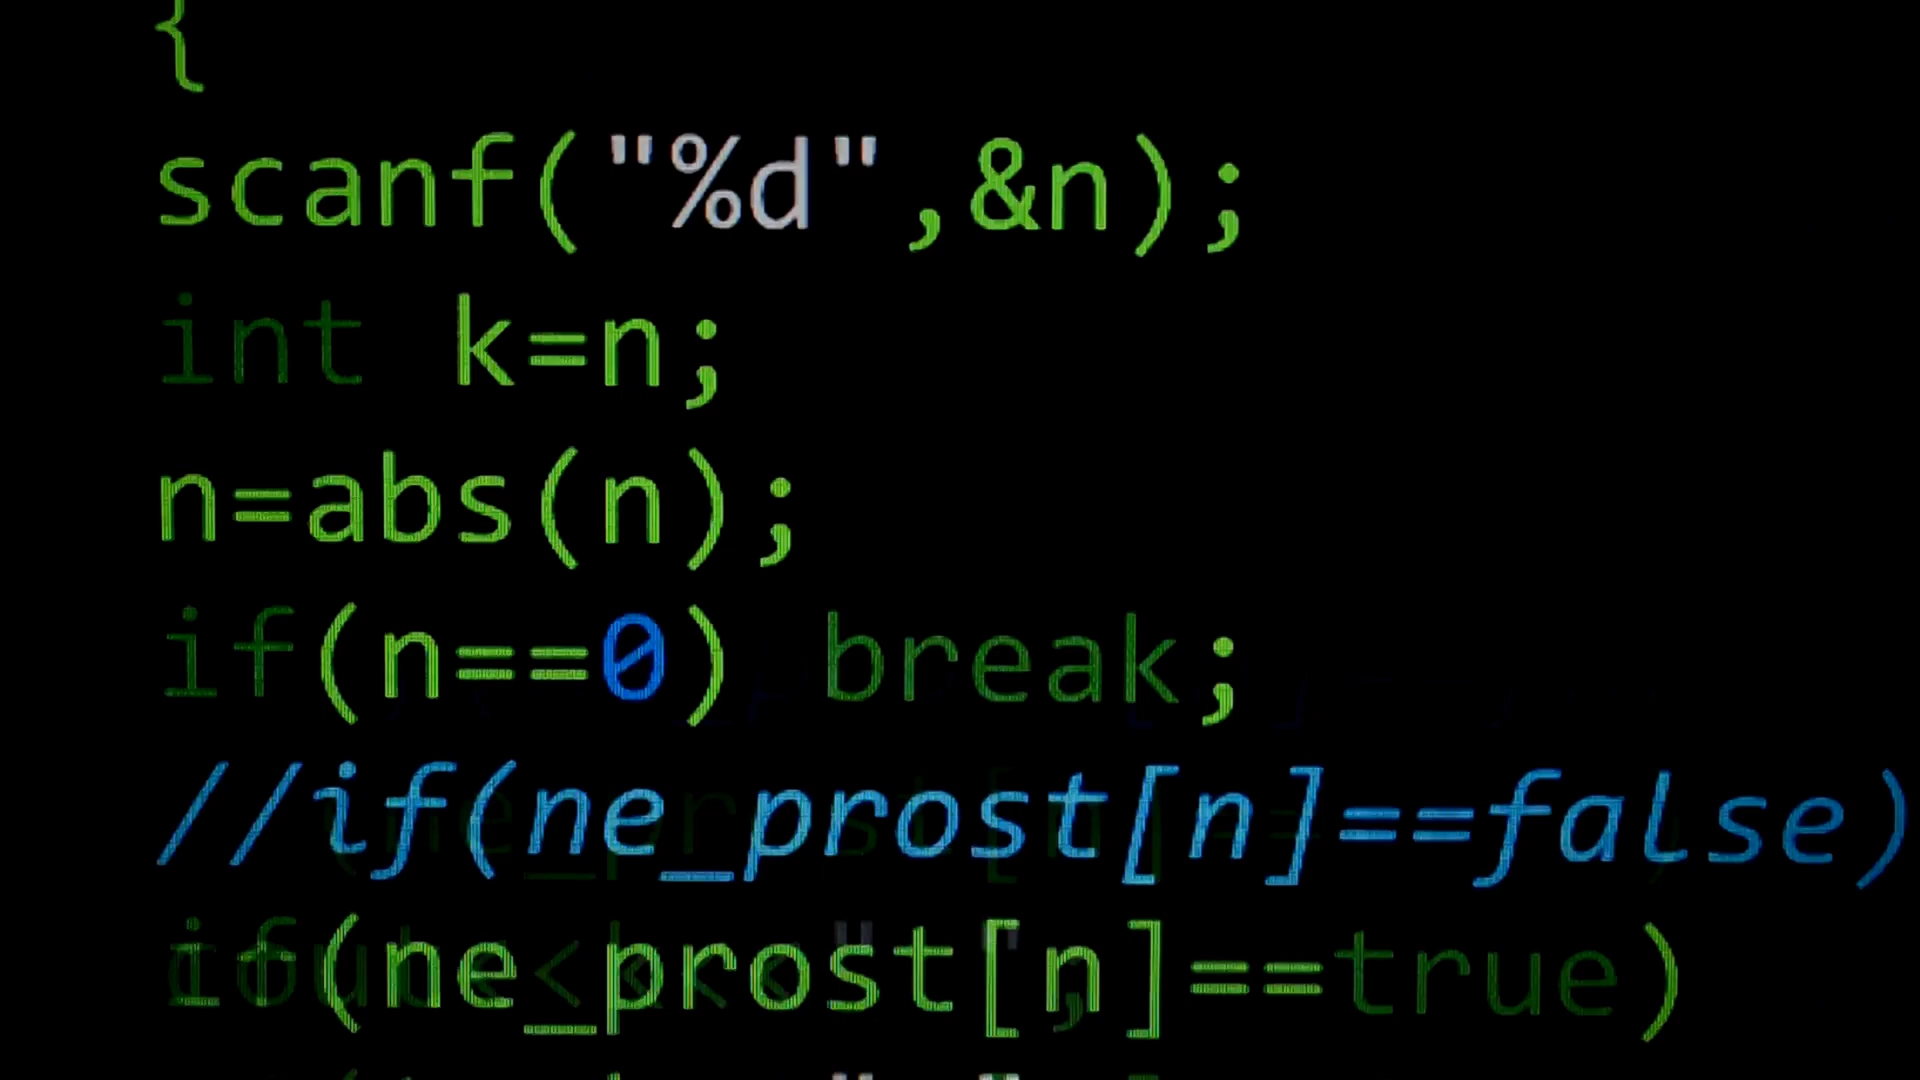 {
scanf("%d",&n);
int k=n;
n=abs(n);
if(n==0) break;
//if(ne_prost[n]==false)
if(ne_prost[n]==true)